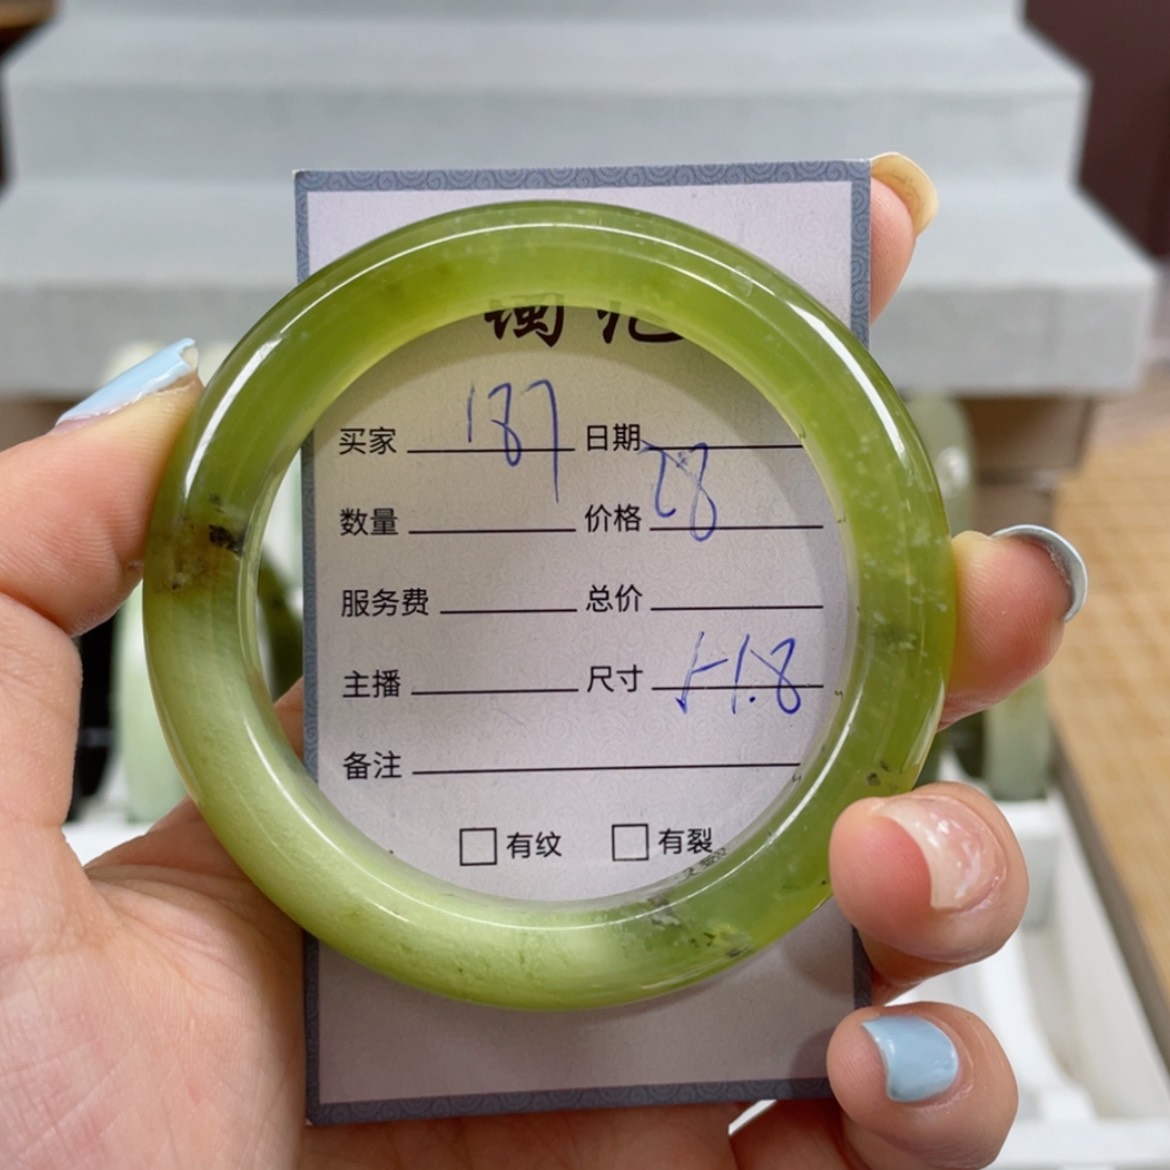 买家 187 日期
数量 价格 28
服务费 总价
主播 尺寸 51.8
备注
□ 有纹 □ 有裂